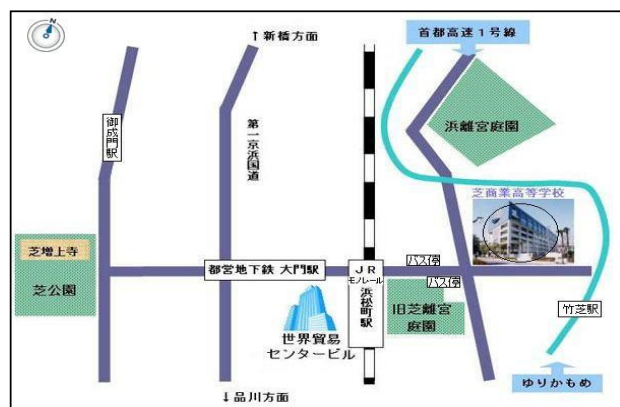 ↑新橋方面
首都高速1号線
浜離宮庭園
御成門駅
第一京浜国道
芝商業高等学校
芝増上寺
芝公園
都営地下鉄 大門駅
JR
モノレール
浜松町駅
バス停
バス停
旧芝離宮
庭園
竹芝駅
世界貿易
センタービル
ゆりかもめ
↓品川方面